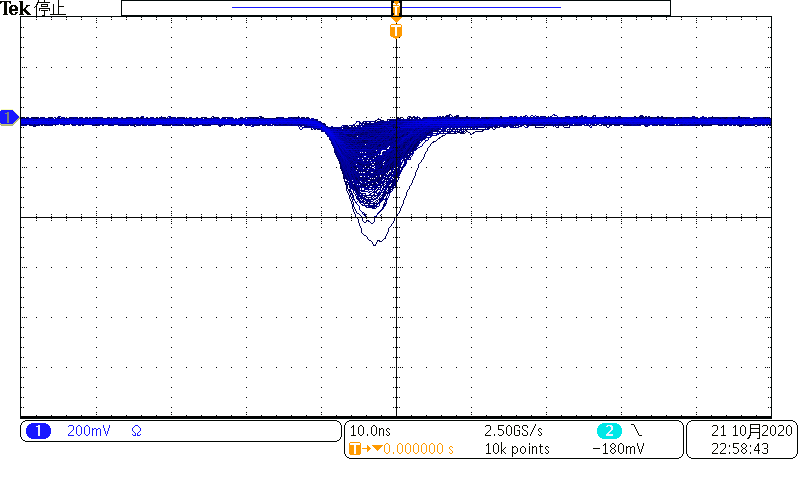 Tek 停止
T
T
1
1 200mV Ω
10.0ns 2.50GS/s 2
T→▼0.000000 s 10k points −180mV
21 10月2020
22:58:43